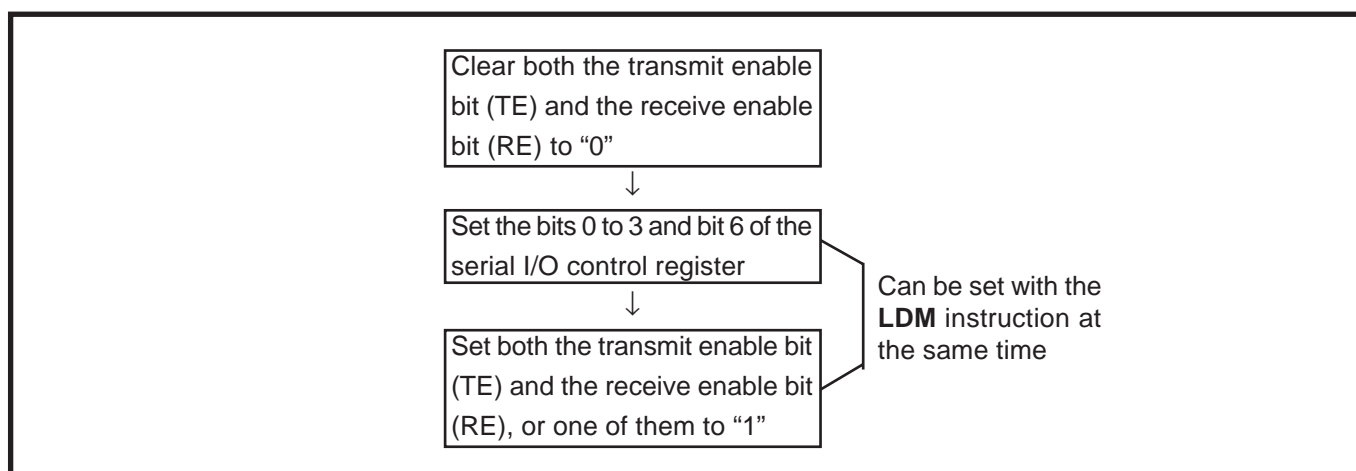 Clear both the transmit enable
bit (TE) and the receive enable
bit (RE) to “0”
↓
Set the bits 0 to 3 and bit 6 of the
serial I/O control register
↓
Set both the transmit enable bit
(TE) and the receive enable bit
(RE), or one of them to “1”
Can be set with the
LDM instruction at
the same time